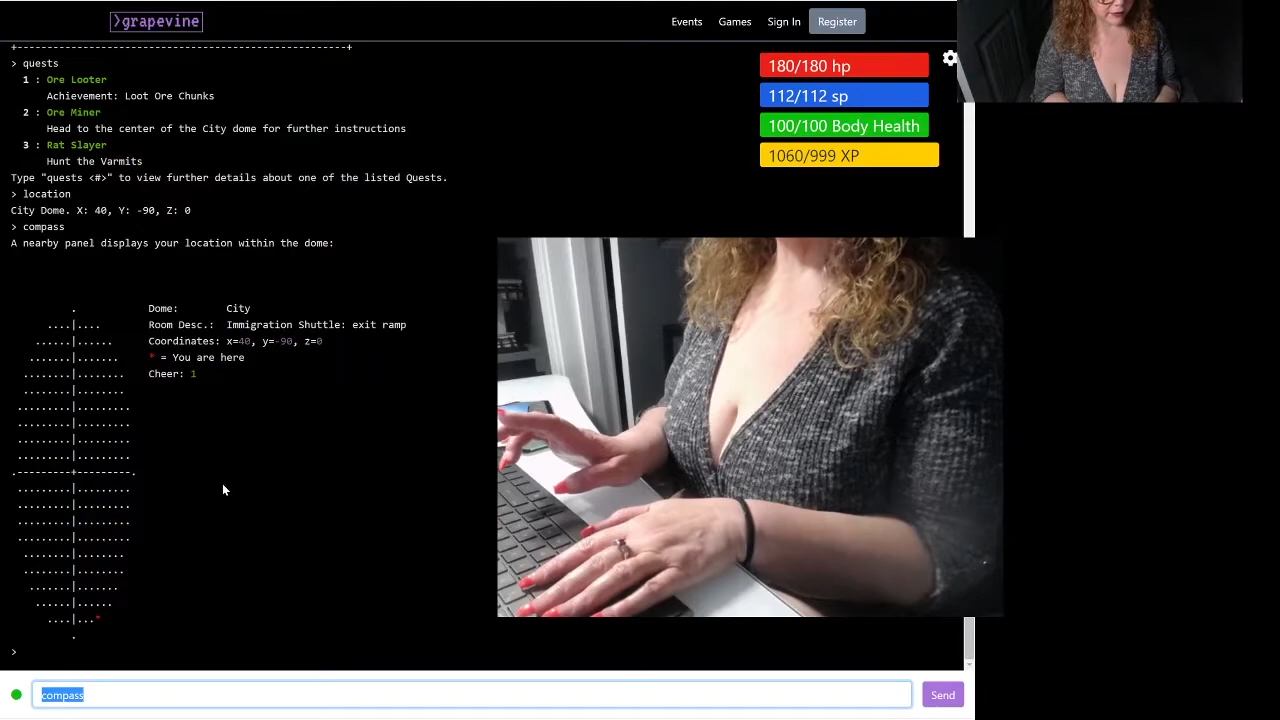 >grapevine
Events
Games
Sign In
Register
+-------------------------------------------------------+
> quests
1 : Ore Looter
Achievement: Loot Ore Chunks
2 : Ore Miner
Head to the center of the City dome for further instructions
3 : Rat Slayer
Hunt the Varmits
Type "quests <#>" to view further details about one of the listed Quests.
> location
City Dome. X: 40, Y: -90, Z: 0
> compass
A nearby panel displays your location within the dome:
180/180 hp
112/112 sp
100/100 Body Health
1060/999 XP
.
....|....
......|......
.......|.......
........|........
........|........
.........|.........
.........|.........
.........|.........
.........|.........
.---------+---------.
.........|.........
.........|.........
.........|.........
.........|.........
........|........
........|........
.......|.......
......|......
....|...*
.
Dome: City
Room Desc.: Immigration Shuttle: exit ramp
Coordinates: x=40, y=-90, z=0
* = You are here
Cheer: 1
>
compass
Send